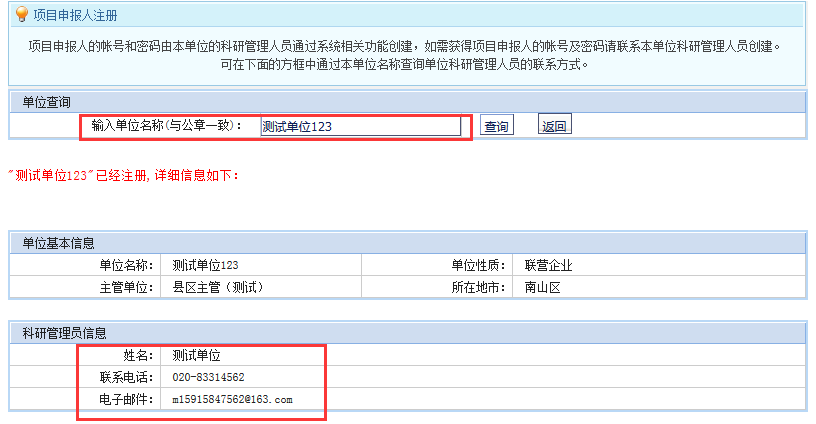 项目申报人注册
项目申报人的帐号和密码由本单位的科研管理人员通过系统相关功能创建，如需获得项目申报人的帐号及密码请联系本单位科研管理人员创建。
可在下面的方框中通过本单位名称查询单位科研管理人员的联系方式。
单位查询
输入单位名称(与公章一致)： 测试单位123 查询 返回
"测试单位123"已经注册,详细信息如下：
单位基本信息
单位名称： 测试单位123 单位性质： 联营企业
主管单位： 县区主管（测试） 所在地市： 南山区
科研管理员信息
姓名： 测试单位
联系电话： 020-83314562
电子邮件： m15915847562@163.com